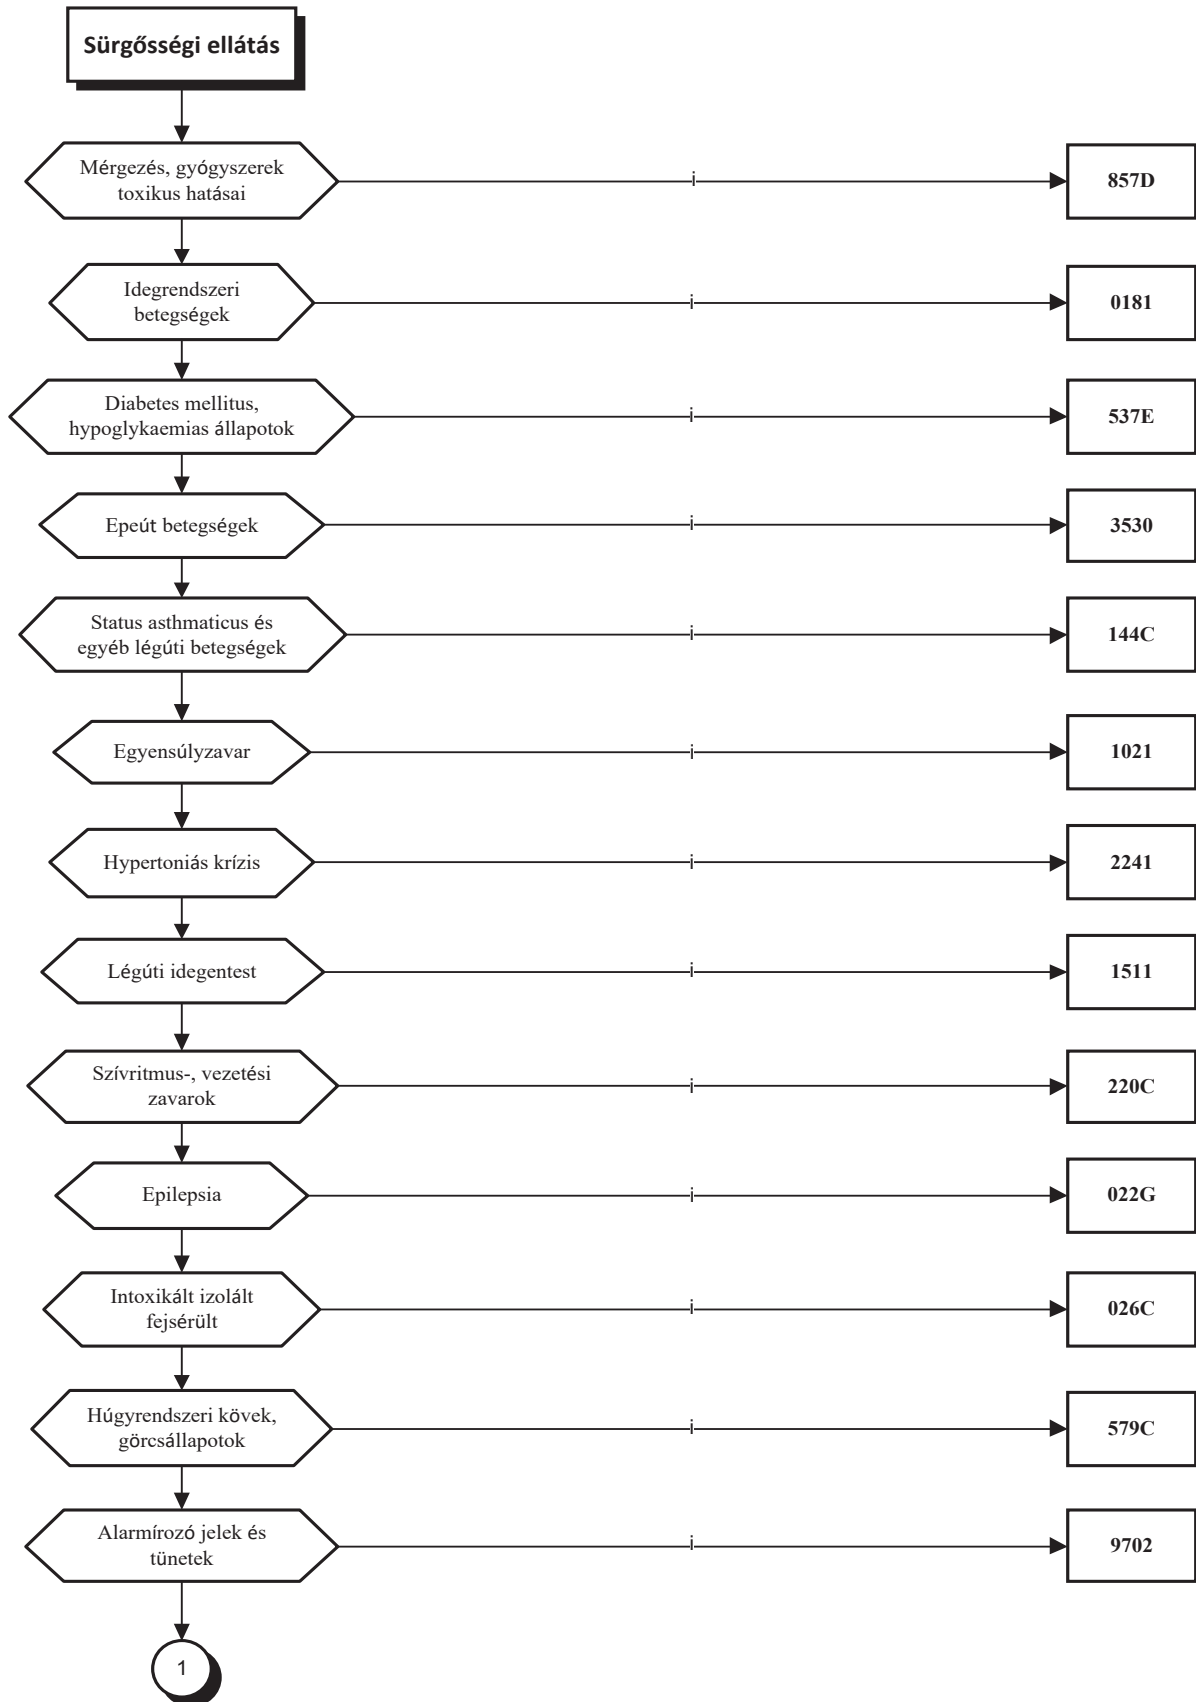 Sürgősségi ellátás
Mérgezés, gyógyszerek
toxikus hatásai
i
857D
Idegrendszeri
betegségek
i
0181
Diabetes mellitus,
hypoglykaemias állapotok
i
537E
Epeút betegségek
i
3530
Status asthmaticus és
egyéb légúti betegségek
i
144C
Egyensúlyzavar
i
1021
Hypertoniás krízis
i
2241
Légúti idegentest
i
1511
Szívritmus-, vezetési
zavarok
i
220C
Epilepsia
i
022G
Intoxikált izolált
fejsérült
i
026C
Húgyrendszeri kövek,
görcsállapotok
i
579C
Alarmírozó jelek és
tünetek
i
9702
1